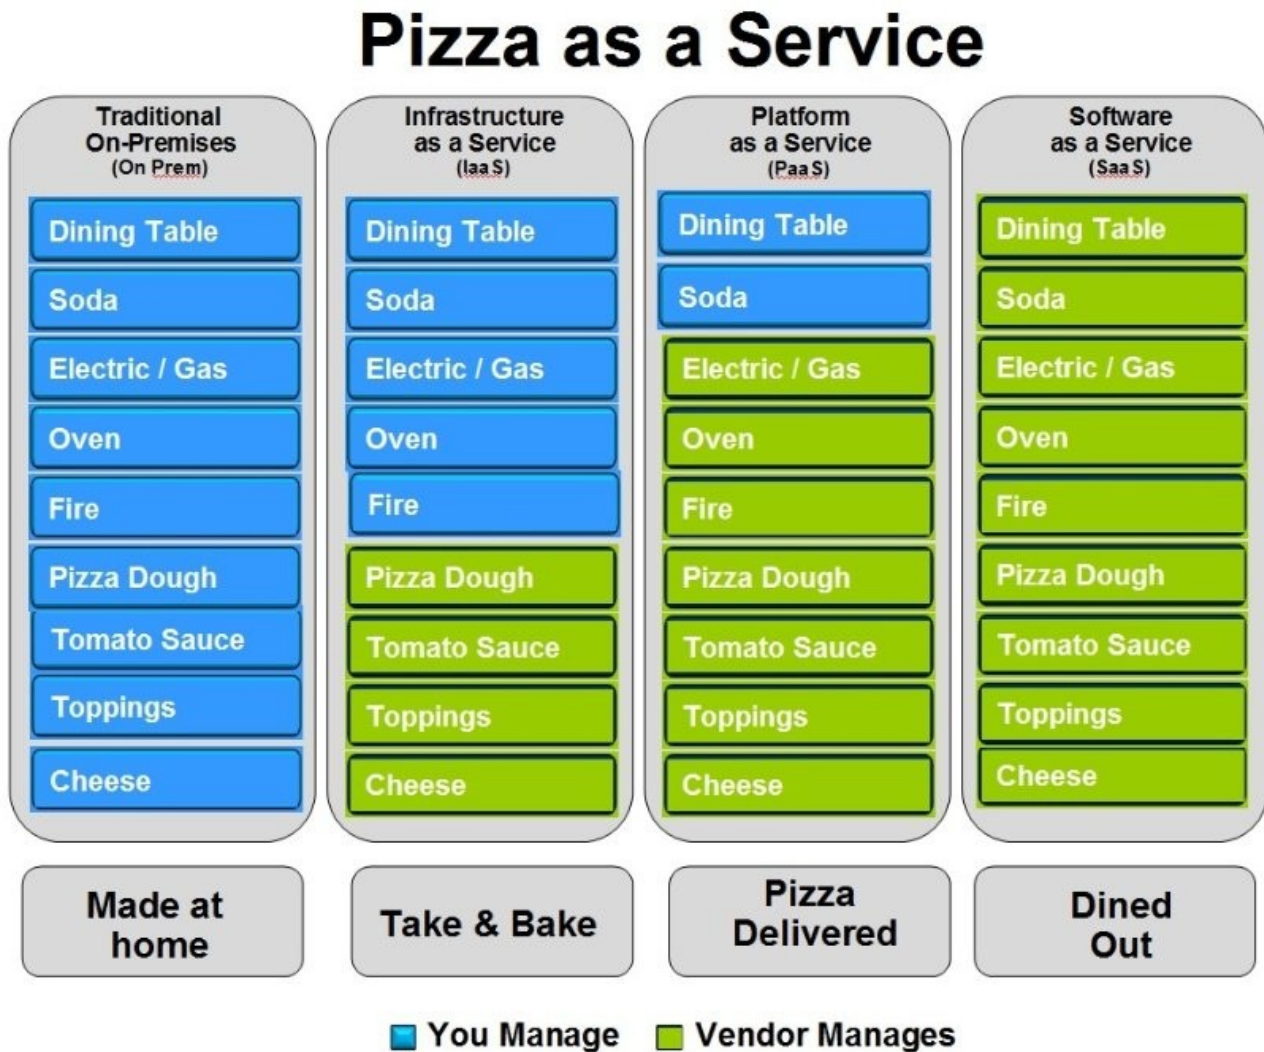 Pizza as a Service
Traditional
On-Premises
(On Prem)
Dining Table
Soda
Electric / Gas
Oven
Fire
Pizza Dough
Tomato Sauce
Toppings
Cheese
Made at
home
Infrastructure
as a Service
(IaaS)
Dining Table
Soda
Electric / Gas
Oven
Fire
Pizza Dough
Tomato Sauce
Toppings
Cheese
Take & Bake
Platform
as a Service
(PaaS)
Dining Table
Soda
Electric / Gas
Oven
Fire
Pizza Dough
Tomato Sauce
Toppings
Cheese
Pizza
Delivered
Software
as a Service
(SaaS)
Dining Table
Soda
Electric / Gas
Oven
Fire
Pizza Dough
Tomato Sauce
Toppings
Cheese
Dined
Out
You Manage
Vendor Manages